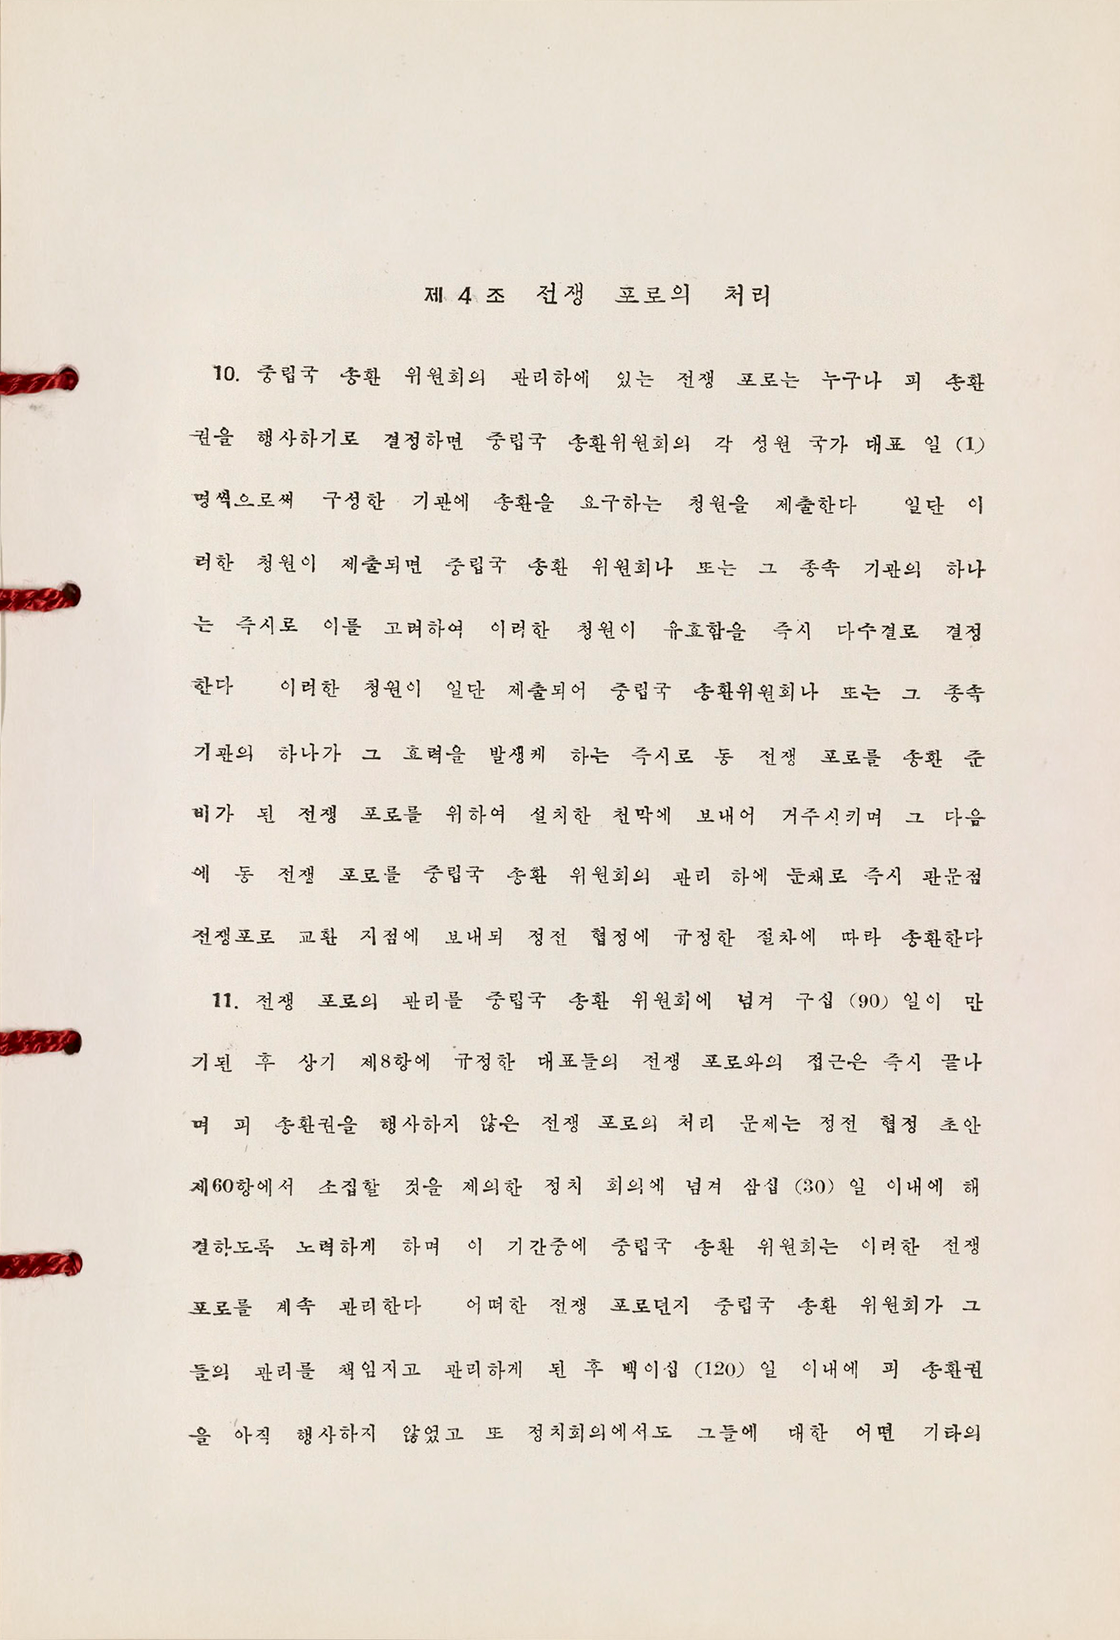 제 4 조 전쟁 포로의 처리
10. 중립국 송환 위원회의 관리하에 있는 전쟁 포로는 누구나 피 송환
권을 행사하기로 결정하면 중립국 송환위원회의 각 성원 국가 대표 일 (1)
명씩으로써 구성한 기관에 송환을 요구하는 청원을 제출한다 일단 이
러한 청원이 제출되면 중립국 송환 위원회나 또는 그 종속 기관의 하나
는 즉시로 이를 고려하여 이러한 청원이 유효함을 즉시 다수결로 결정
한다 이러한 청원이 일단 제출되어 중립국 송환위원회나 또는 그 종속
기관의 하나가 그 효력을 발생케 하는 즉시로 동 전쟁 포로를 송환 준
비가 된 전쟁 포로를 위하여 설치한 천막에 보내어 거주시키며 그 다음
에 동 전쟁 포로를 중립국 송환 위원회의 관리 하에 둔채로 즉시 판문점
전쟁포로 교환 지점에 보내되 정전 협정에 규정한 절차에 따라 송환한다
11. 전쟁 포로의 관리를 중립국 송환 위원회에 넘겨 구십 (90) 일이 만
기된 후 상기 제8항에 규정한 대표들의 전쟁 포로와의 접근은 즉시 끝나
며 피 송환권을 행사하지 않은 전쟁 포로의 처리 문제는 정전 협정 초안
제60항에서 소집할 것을 제의한 정치 회의에 넘겨 삼십 (30) 일 이내에 해
결하도록 노력하게 하며 이 기간중에 중립국 송환 위원회는 이러한 전쟁
포로를 계속 관리한다 어떠한 전쟁 포로던지 중립국 송환 위원회가 그
들의 관리를 책임지고 관리하게 된 후 백이십 (120) 일 이내에 피 송환권
을 아직 행사하지 않었고 또 정치회의에서도 그들에 대한 어떤 기타의